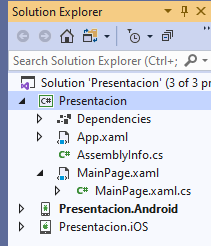 Solution Explorer
Search Solution Explorer (Ctrl+;
Solution 'Presentacion' (3 of 3 p
C# Presentacion
Dependencies
App.xaml
C# AssemblyInfo.cs
MainPage.xaml
C# MainPage.xaml.cs
Presentacion.Android
Presentacion.iOS